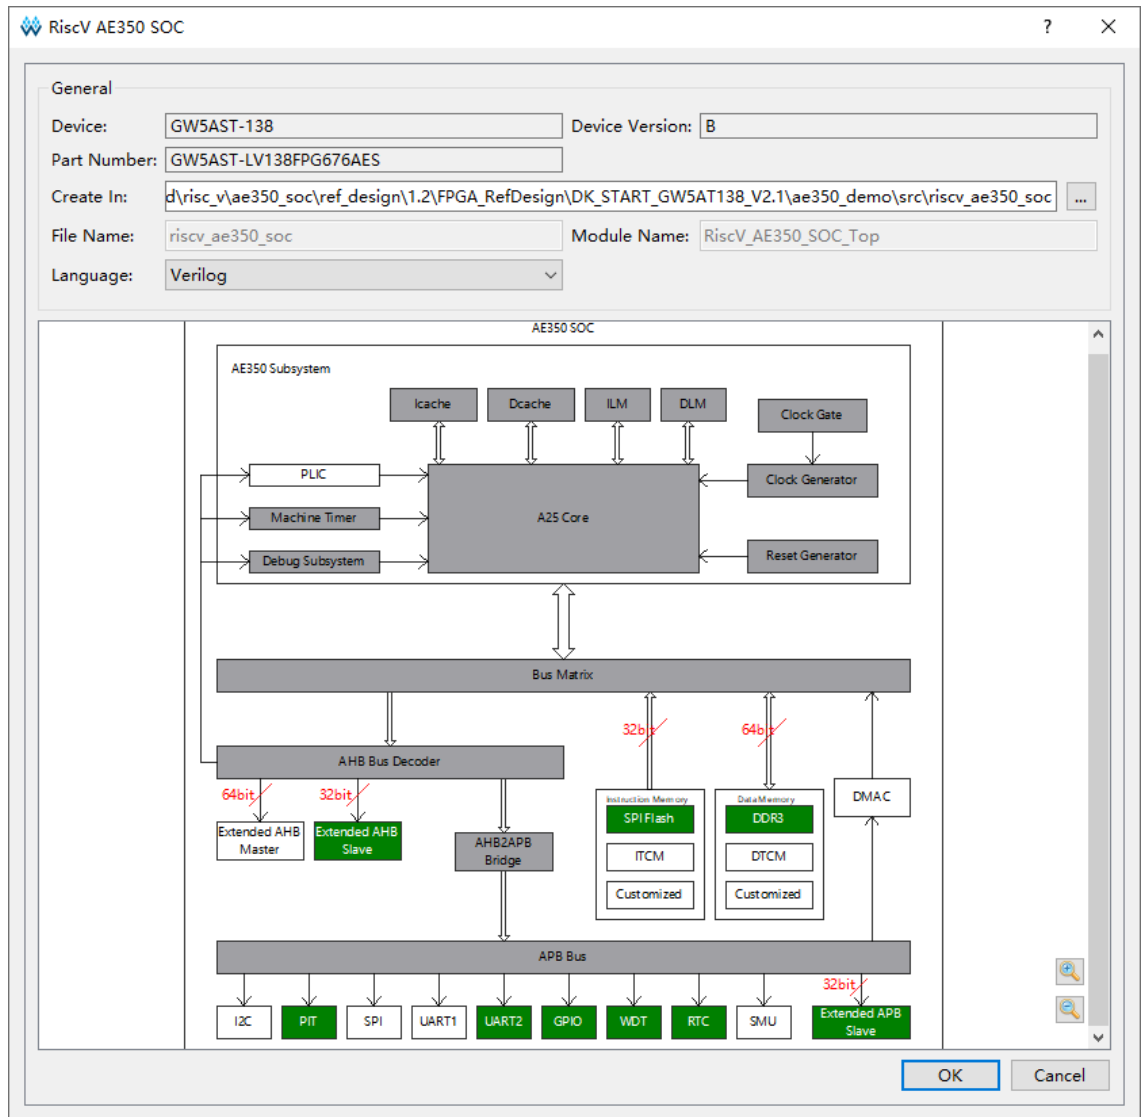 RiscV AE350 SOC
?
General
Device: GW5AST-138 Device Version: B
Part Number: GW5AST-LV138FPG676AES
Create In: d\risc_v\ae350_soc\ref_design\1.2\FPGA_RefDesign\DK_START_GW5AT138_V2.1\ae350_demo\src\riscv_ae350_soc ...
File Name: riscv_ae350_soc Module Name: RiscV_AE350_SOC_Top
Language: Verilog
AE350 SOC
AE350 Subsystem
Icache Dcache ILM DLM
Clock Gate
PLIC
Clock Generator
Machine Timer
A25 Core
Debug Subsystem
Reset Generator
Bus Matrix
32bit 64bit
AHB Bus Decoder
64bit 32bit
Instruction Memory Data Memory
DMAC
SPI Flash DDR3
Extended AHB Extended AHB
Master Slave
AHB2APB
Bridge
ITCM DTCM
Customized Customized
APB Bus
32bit
I2C PIT SPI UART1 UART2 GPIO WDT RTC SMU
Extended APB
Slave
OK Cancel